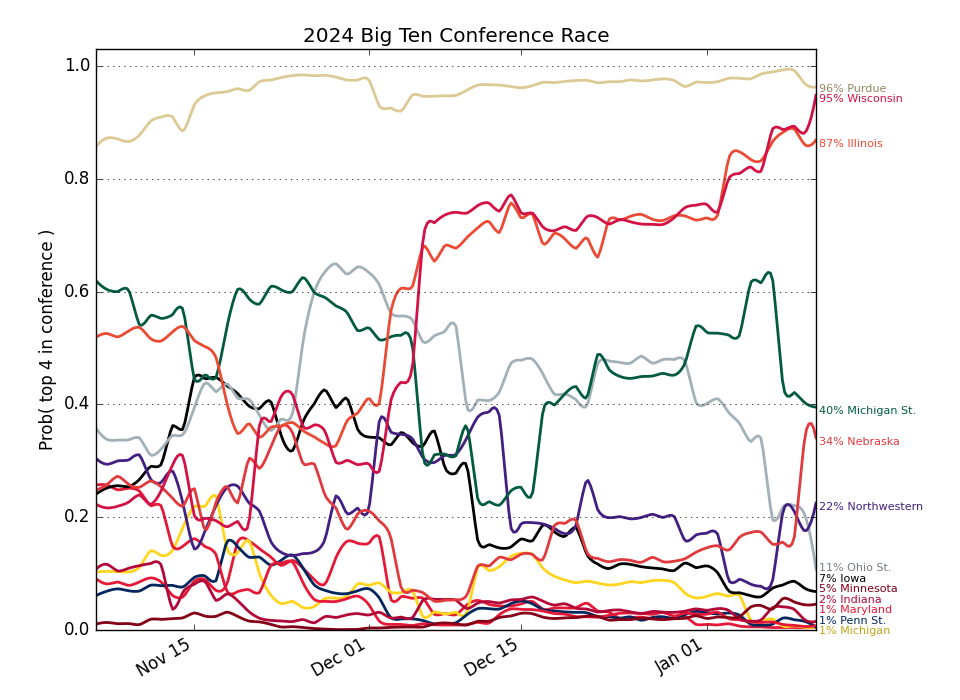 2024 Big Ten Conference Race
Prob( top 4 in conference )
1.0
0.8
0.6
0.4
0.2
0.0
Nov 15
Dec 01
Dec 15
Jan 01
96% Purdue
95% Wisconsin
87% Illinois
40% Michigan St.
34% Nebraska
22% Northwestern
11% Ohio St.
7% Iowa
5% Minnesota
2% Indiana
1% Maryland
1% Penn St.
1% Michigan